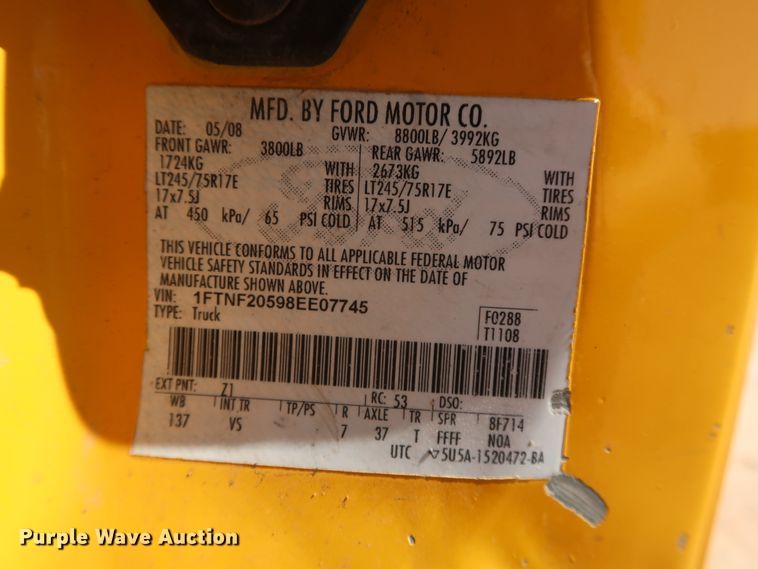 MFD. BY FORD MOTOR CO.
DATE: 05/08 GVWR: 8800LB/ 3992KG
FRONT GAWR: 3800LB REAR GAWR: 5892LB
1724KG WITH 2673KG WITH
LT245/75R17E TIRES LT245/75R17E TIRES
17x7.5J RIMS 17x7.5J RIMS
AT 450 kPa/ 65 PSI COLD AT 515 kPa/ 75 PSI COLD
THIS VEHICLE CONFORMS TO ALL APPLICABLE FEDERAL MOTOR
VEHICLE SAFETY STANDARDS IN EFFECT ON THE DATE OF
MANUFACTURE SHOWN ABOVE.
VIN: 1FTNF20598EE07745
TYPE: Truck
F0288
T1108
EXT PNT: Z1 RC: 53 DSO:
WB INT TR TP/PS R AXLE TR SPR 8F714
137 VS 7 37 T FFFF N0A
UTC ▽5U5A-1520472-BA
Purple Wave Auction